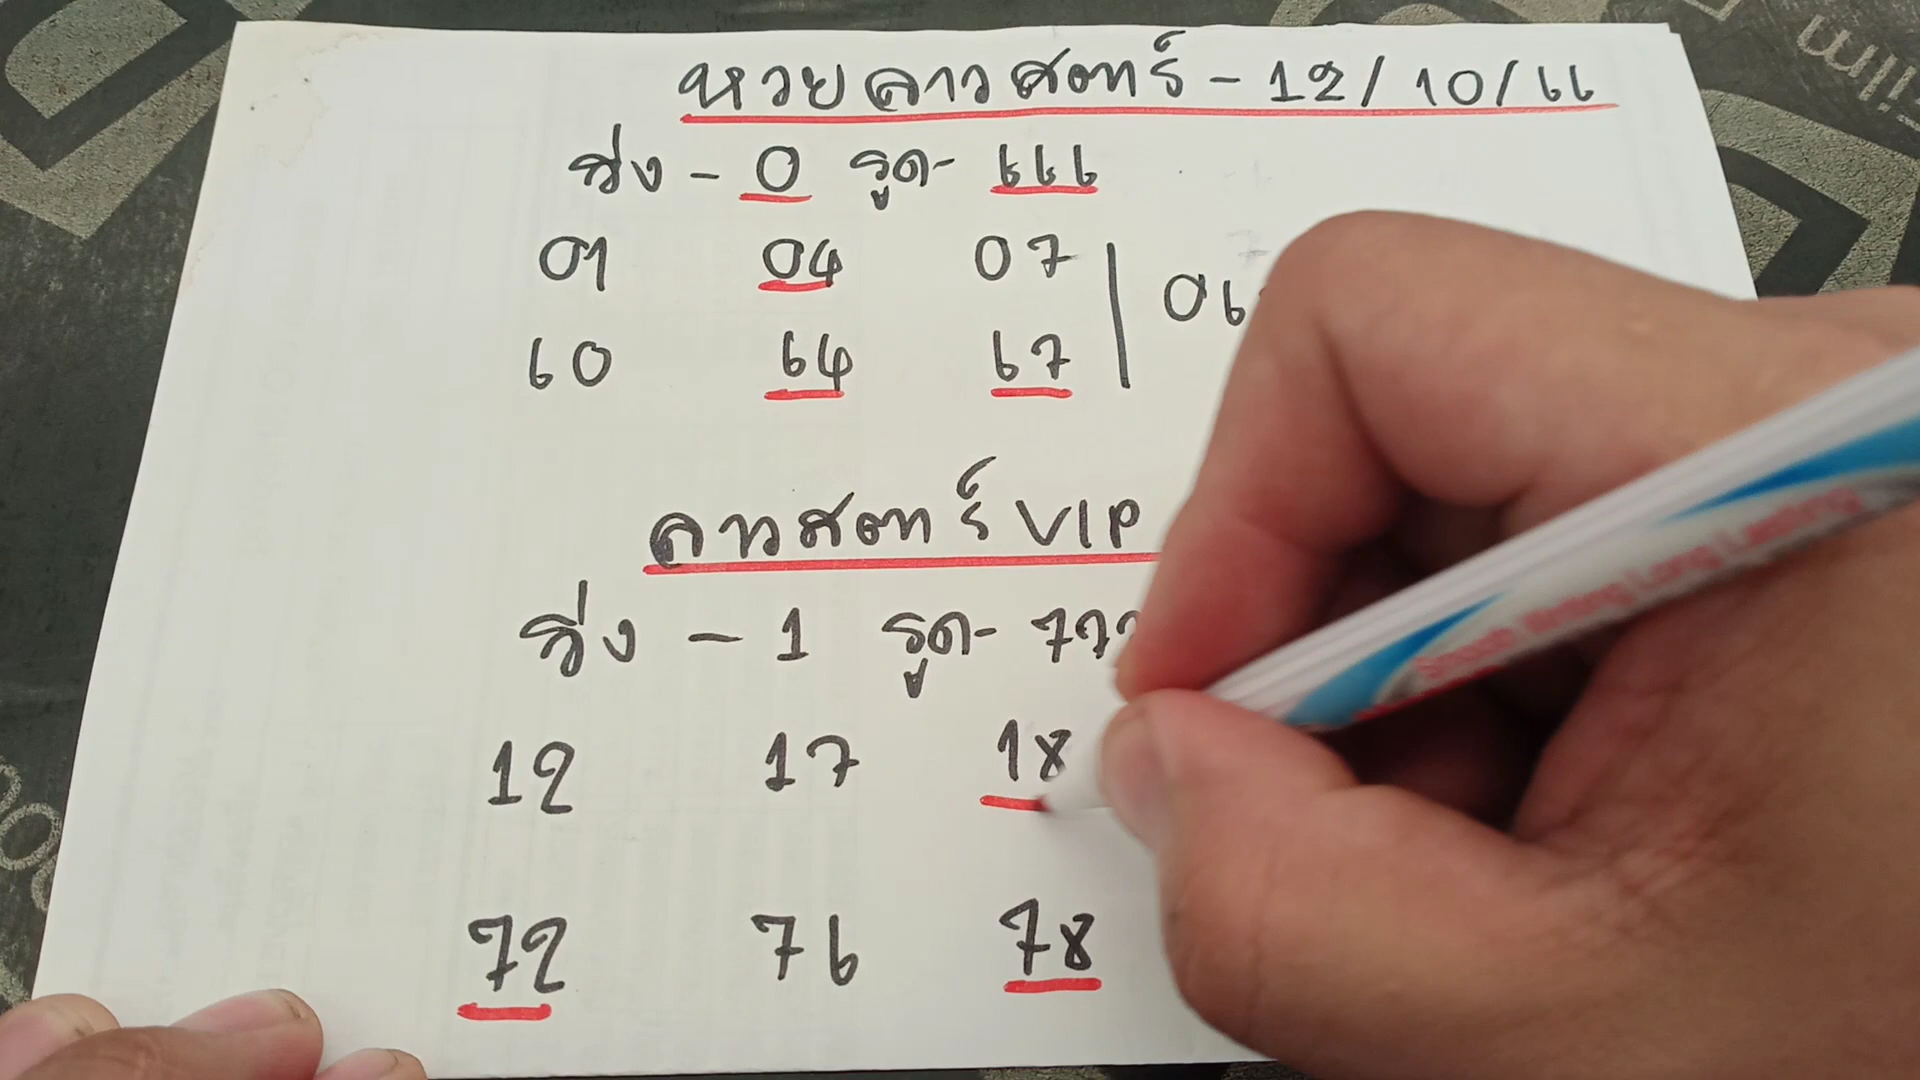 หวยลาวสตาร์ - 12/10/66
วิ่ง - 0 รูด - 666
01 04 07
60 64 67
ลาวสตาร์ VIP
วิ่ง - 1 รูด - 777
12 17 18
72 76 78